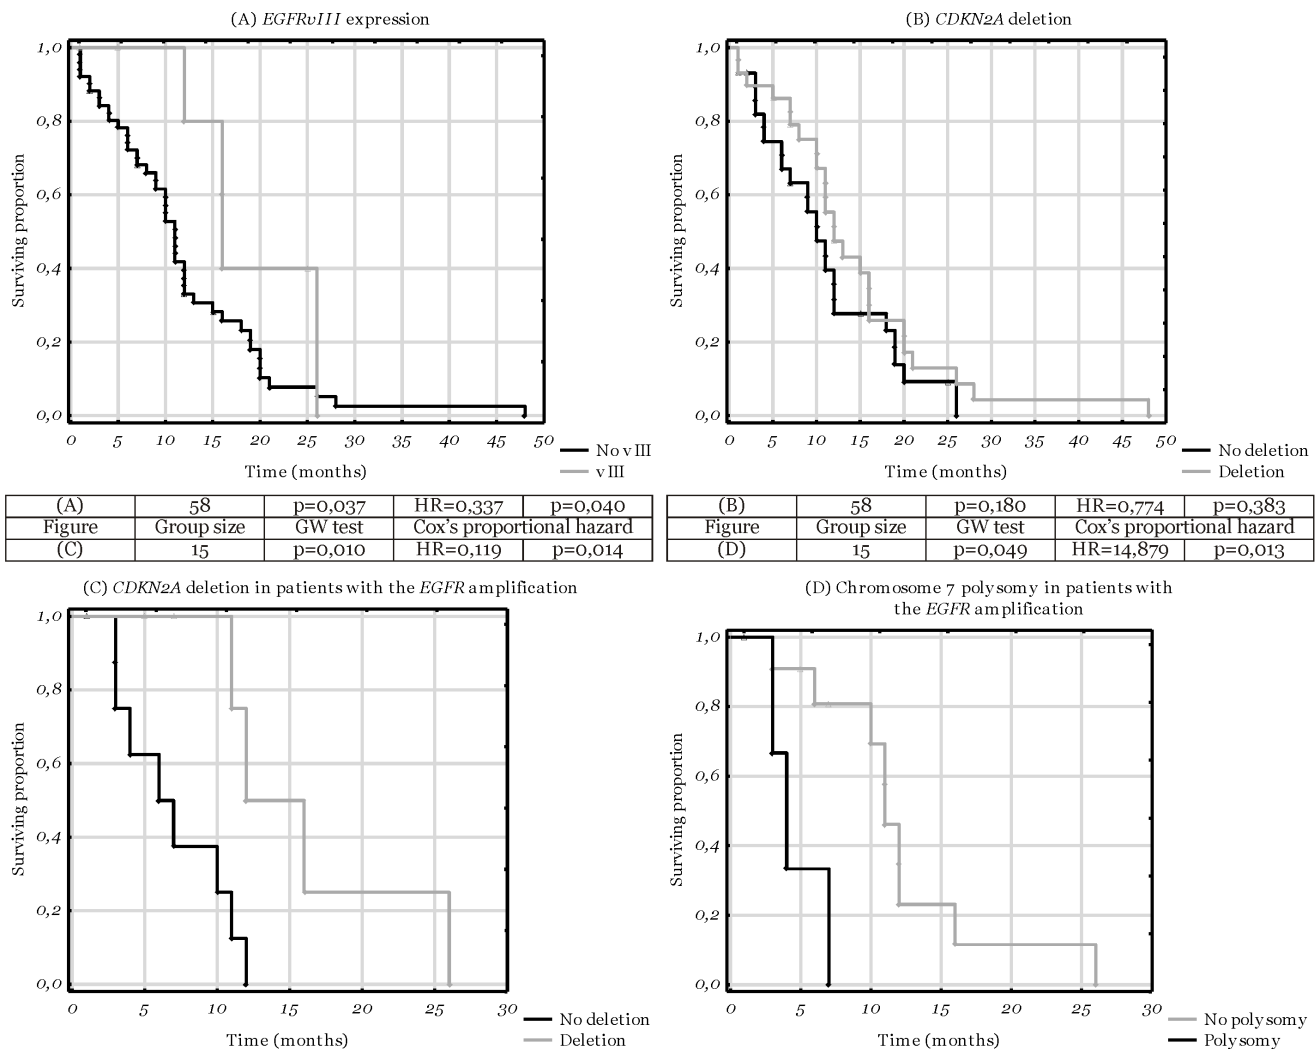 (A) EGFRvIII expression
Surviving proportion
1,0
0,8
0,6
0,4
0,2
0,0
0 5 10 15 20 25 30 35 40 45 50
Time (months)
No vIII
vIII
(B) CDKN2A deletion
Surviving proportion
1,0
0,8
0,6
0,4
0,2
0,0
0 5 10 15 20 25 30 35 40 45 50
Time (months)
No deletion
Deletion
(A) 58 p=0,037 HR=0,337 p=0,040
Figure Group size GW test Cox's proportional hazard
(C) 15 p=0,010 HR=0,119 p=0,014
(B) 58 p=0,180 HR=0,774 p=0,383
Figure Group size GW test Cox's proportional hazard
(D) 15 p=0,049 HR=14,879 p=0,013
(C) CDKN2A deletion in patients with the EGFR amplification
Surviving proportion
1,0
0,8
0,6
0,4
0,2
0,0
0 5 10 15 20 25 30
Time (months)
No deletion
Deletion
(D) Chromosome 7 polysomy in patients with
the EGFR amplification
Surviving proportion
1,0
0,8
0,6
0,4
0,2
0,0
0 5 10 15 20 25 30
Time (months)
No polysomy
Polysomy